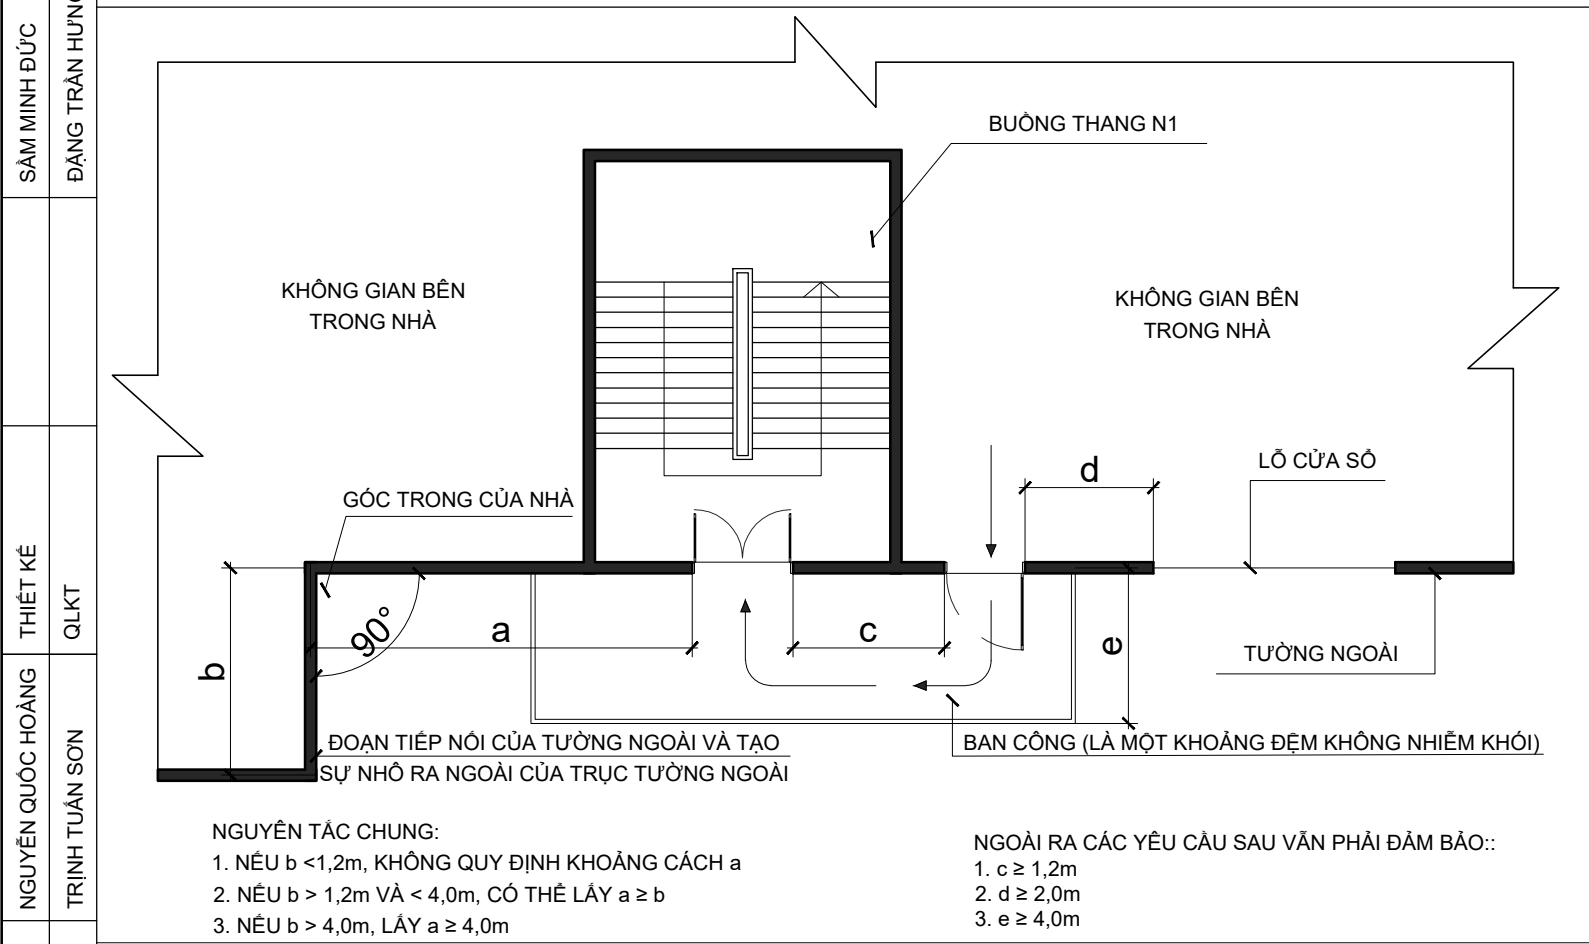 SẦM MINH ĐỨC
ĐẶNG TRẦN HƯNG
THIẾT KẾ
QLKT
NGUYỄN QUỐC HOÀNG
TRỊNH TUẤN SƠN
BUỒNG THANG N1
KHÔNG GIAN BÊN
TRONG NHÀ
KHÔNG GIAN BÊN
TRONG NHÀ
LỖ CỬA SỔ
d
GÓC TRONG CỦA NHÀ
90°
a
c
e
b
TƯỜNG NGOÀI
ĐOẠN TIẾP NỐI CỦA TƯỜNG NGOÀI VÀ TẠO
SỰ NHÔ RA NGOÀI CỦA TRỤC TƯỜNG NGOÀI
BAN CÔNG (LÀ MỘT KHOẢNG ĐỆM KHÔNG NHIỄM KHÓI)
NGUYÊN TẮC CHUNG:
1. NẾU b <1,2m, KHÔNG QUY ĐỊNH KHOẢNG CÁCH a
2. NẾU b > 1,2m VÀ < 4,0m, CÓ THỂ LẤY a ≥ b
3. NẾU b > 4,0m, LẤY a ≥ 4,0m
NGOÀI RA CÁC YÊU CẦU SAU VẪN PHẢI ĐẢM BẢO::
1. c ≥ 1,2m
2. d ≥ 2,0m
3. e ≥ 4,0m